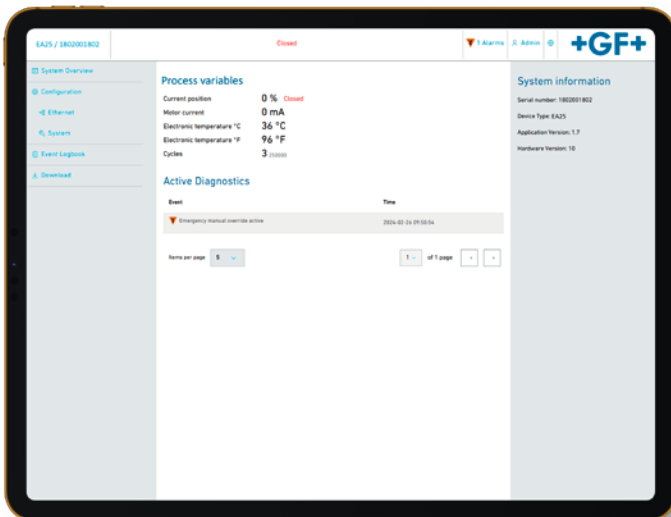 EA25 / 1802001802
Closed
1 Alarms
Admin
+GF+
System Overview
Configuration
Ethernet
System
Event Logbook
Download
Process variables
Current position 0 % Closed
Motor current 0 mA
Electronic temperature °C 36 °C
Electronic temperature °F 96 °F
Cycles 3
Active Diagnostics
Event Time
Emergency manual override active 2024-02-26 09:50:54
Items per page 5
1 of 1 page
System information
Serial number: 1802001802
Device Type: EA25
Application Version: 1.7
Hardware Version: 10